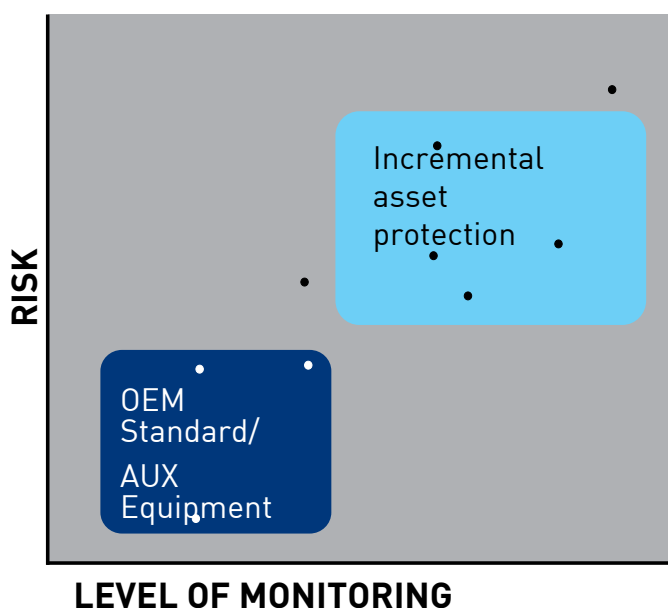 Incremental
asset
protection
RISK
OEM
Standard/
AUX
Equipment
LEVEL OF MONITORING